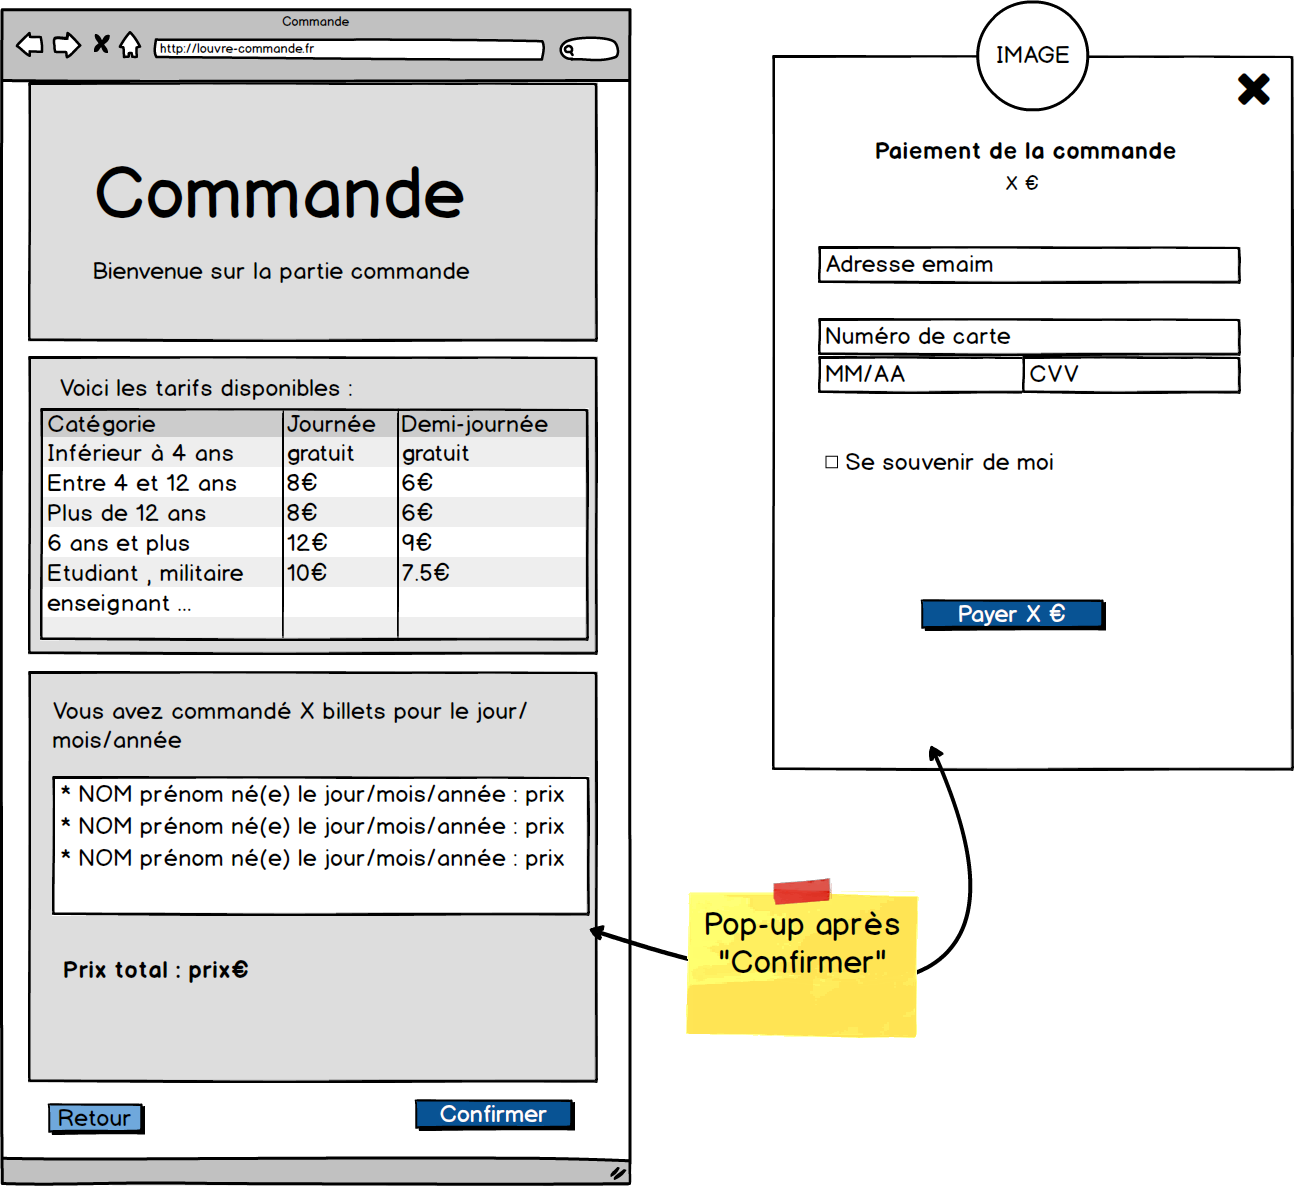 Commande
http://louvre-commande.fr
Commande
Bienvenue sur la partie commande
Voici les tarifs disponibles :
Catégorie Journée Demi-journée
Inférieur à 4 ans gratuit gratuit
Entre 4 et 12 ans 8€ 6€
Plus de 12 ans 8€ 6€
6 ans et plus 12€ 9€
Etudiant , militaire 10€ 7.5€
enseignant ...
Vous avez commandé X billets pour le jour/
mois/année
* NOM prénom né(e) le jour/mois/année : prix
* NOM prénom né(e) le jour/mois/année : prix
* NOM prénom né(e) le jour/mois/année : prix
Prix total : prix€
Retour
Confirmer
IMAGE
Paiement de la commande
X €
Adresse emaim
Numéro de carte
MM/AA CVV
Se souvenir de moi
Payer X €
Pop-up après
"Confirmer"